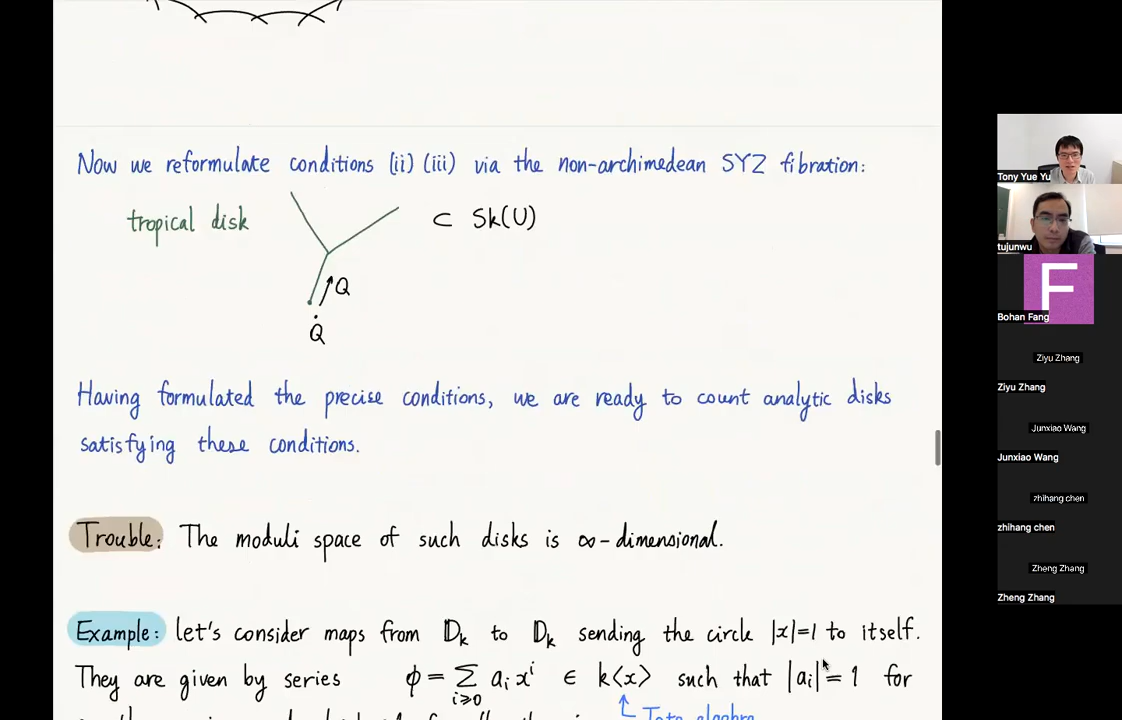 Now we reformulate conditions (ii) (iii) via the non-archimedean SYZ fibration:
tropical disk ⊂ Sk(U)
Q
Q̇
Having formulated the precise conditions, we are ready to count analytic disks
satisfying these conditions.
Trouble: The moduli space of such disks is ∞-dimensional.
Example: let's consider maps from 𝔻k to 𝔻k sending the circle |x|=1 to itself.
They are given by series ϕ = Σ i≥0 ai x^i ∈ k<x> such that |ai| = 1 for
Tony Yue Yu
tujunwu
F
Bohan Fang
Ziyu Zhang
Ziyu Zhang
Junxiao Wang
Junxiao Wang
zhihang chen
zhihang chen
Zheng Zhang
Zheng Zhang